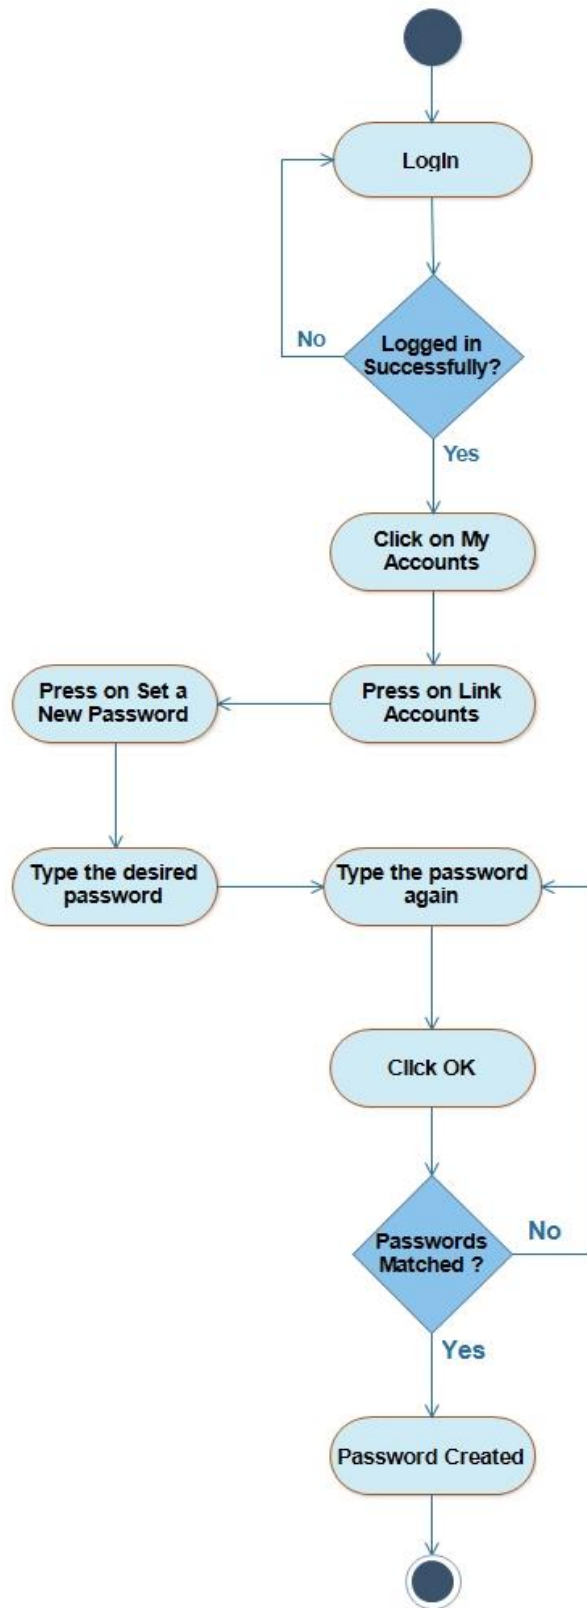 LogIn
No
Logged in
Successfully?
Yes
Click on My
Accounts
Press on Set a
New Password
Press on Link
Accounts
Type the desired
password
Type the password
again
Click OK
Passwords
Matched ?
No
Yes
Password Created